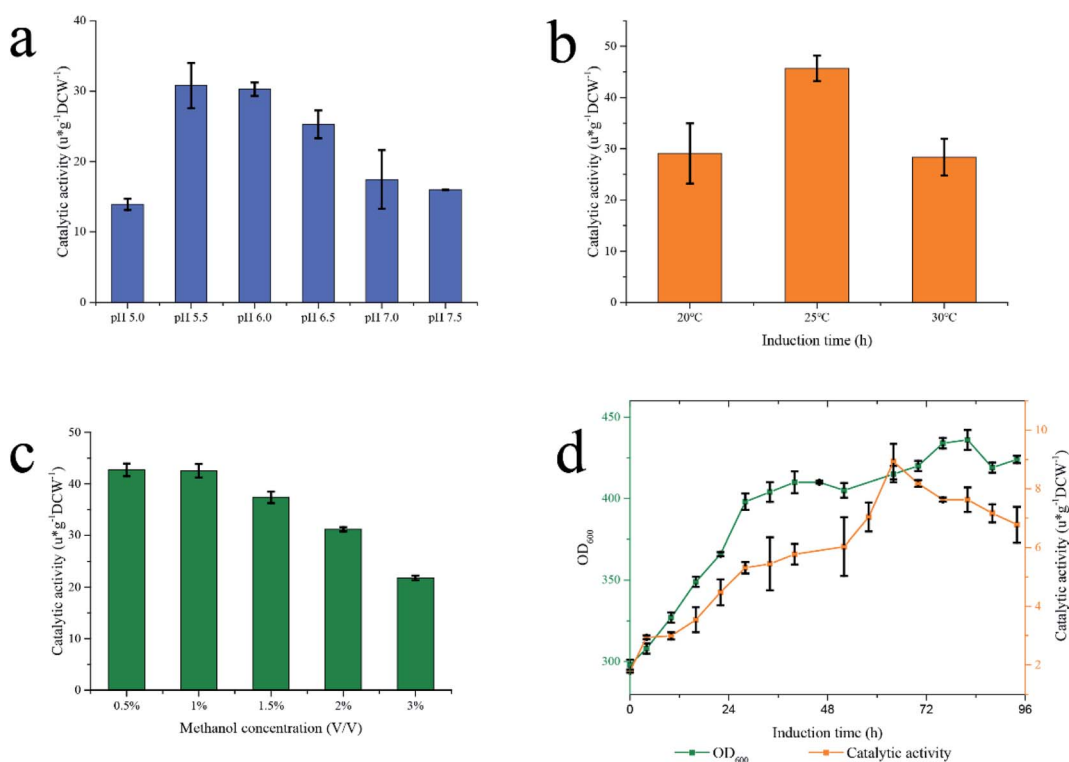 a
Catalytic activity (u*g⁻¹DCW⁻¹)
40
30
20
10
0
pH 5.0 pH 5.5 pH 6.0 pH 6.5 pH 7.0 pH 7.5
b
Catalytic activity (u*g⁻¹DCW⁻¹)
50
40
30
20
10
0
20°C 25°C 30°C
Induction time (h)
c
Catalytic activity (u*g⁻¹DCW⁻¹)
50
40
30
20
10
0
0.5% 1% 1.5% 2% 3%
Methanol concentration (V/V)
d
OD₆₀₀
450
400
350
300
10
8
6
4
2
Catalytic activity (u*g⁻¹DCW⁻¹)
0 24 48 72 96
Induction time (h)
OD₆₀₀ Catalytic activity